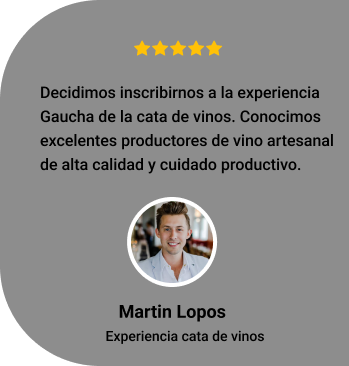 Decidimos inscribirnos a la experiencia
Gaucha de la cata de vinos. Conocimos
excelentes productores de vino artesanal
de alta calidad y cuidado productivo.
Martin Lopos
Experiencia cata de vinos